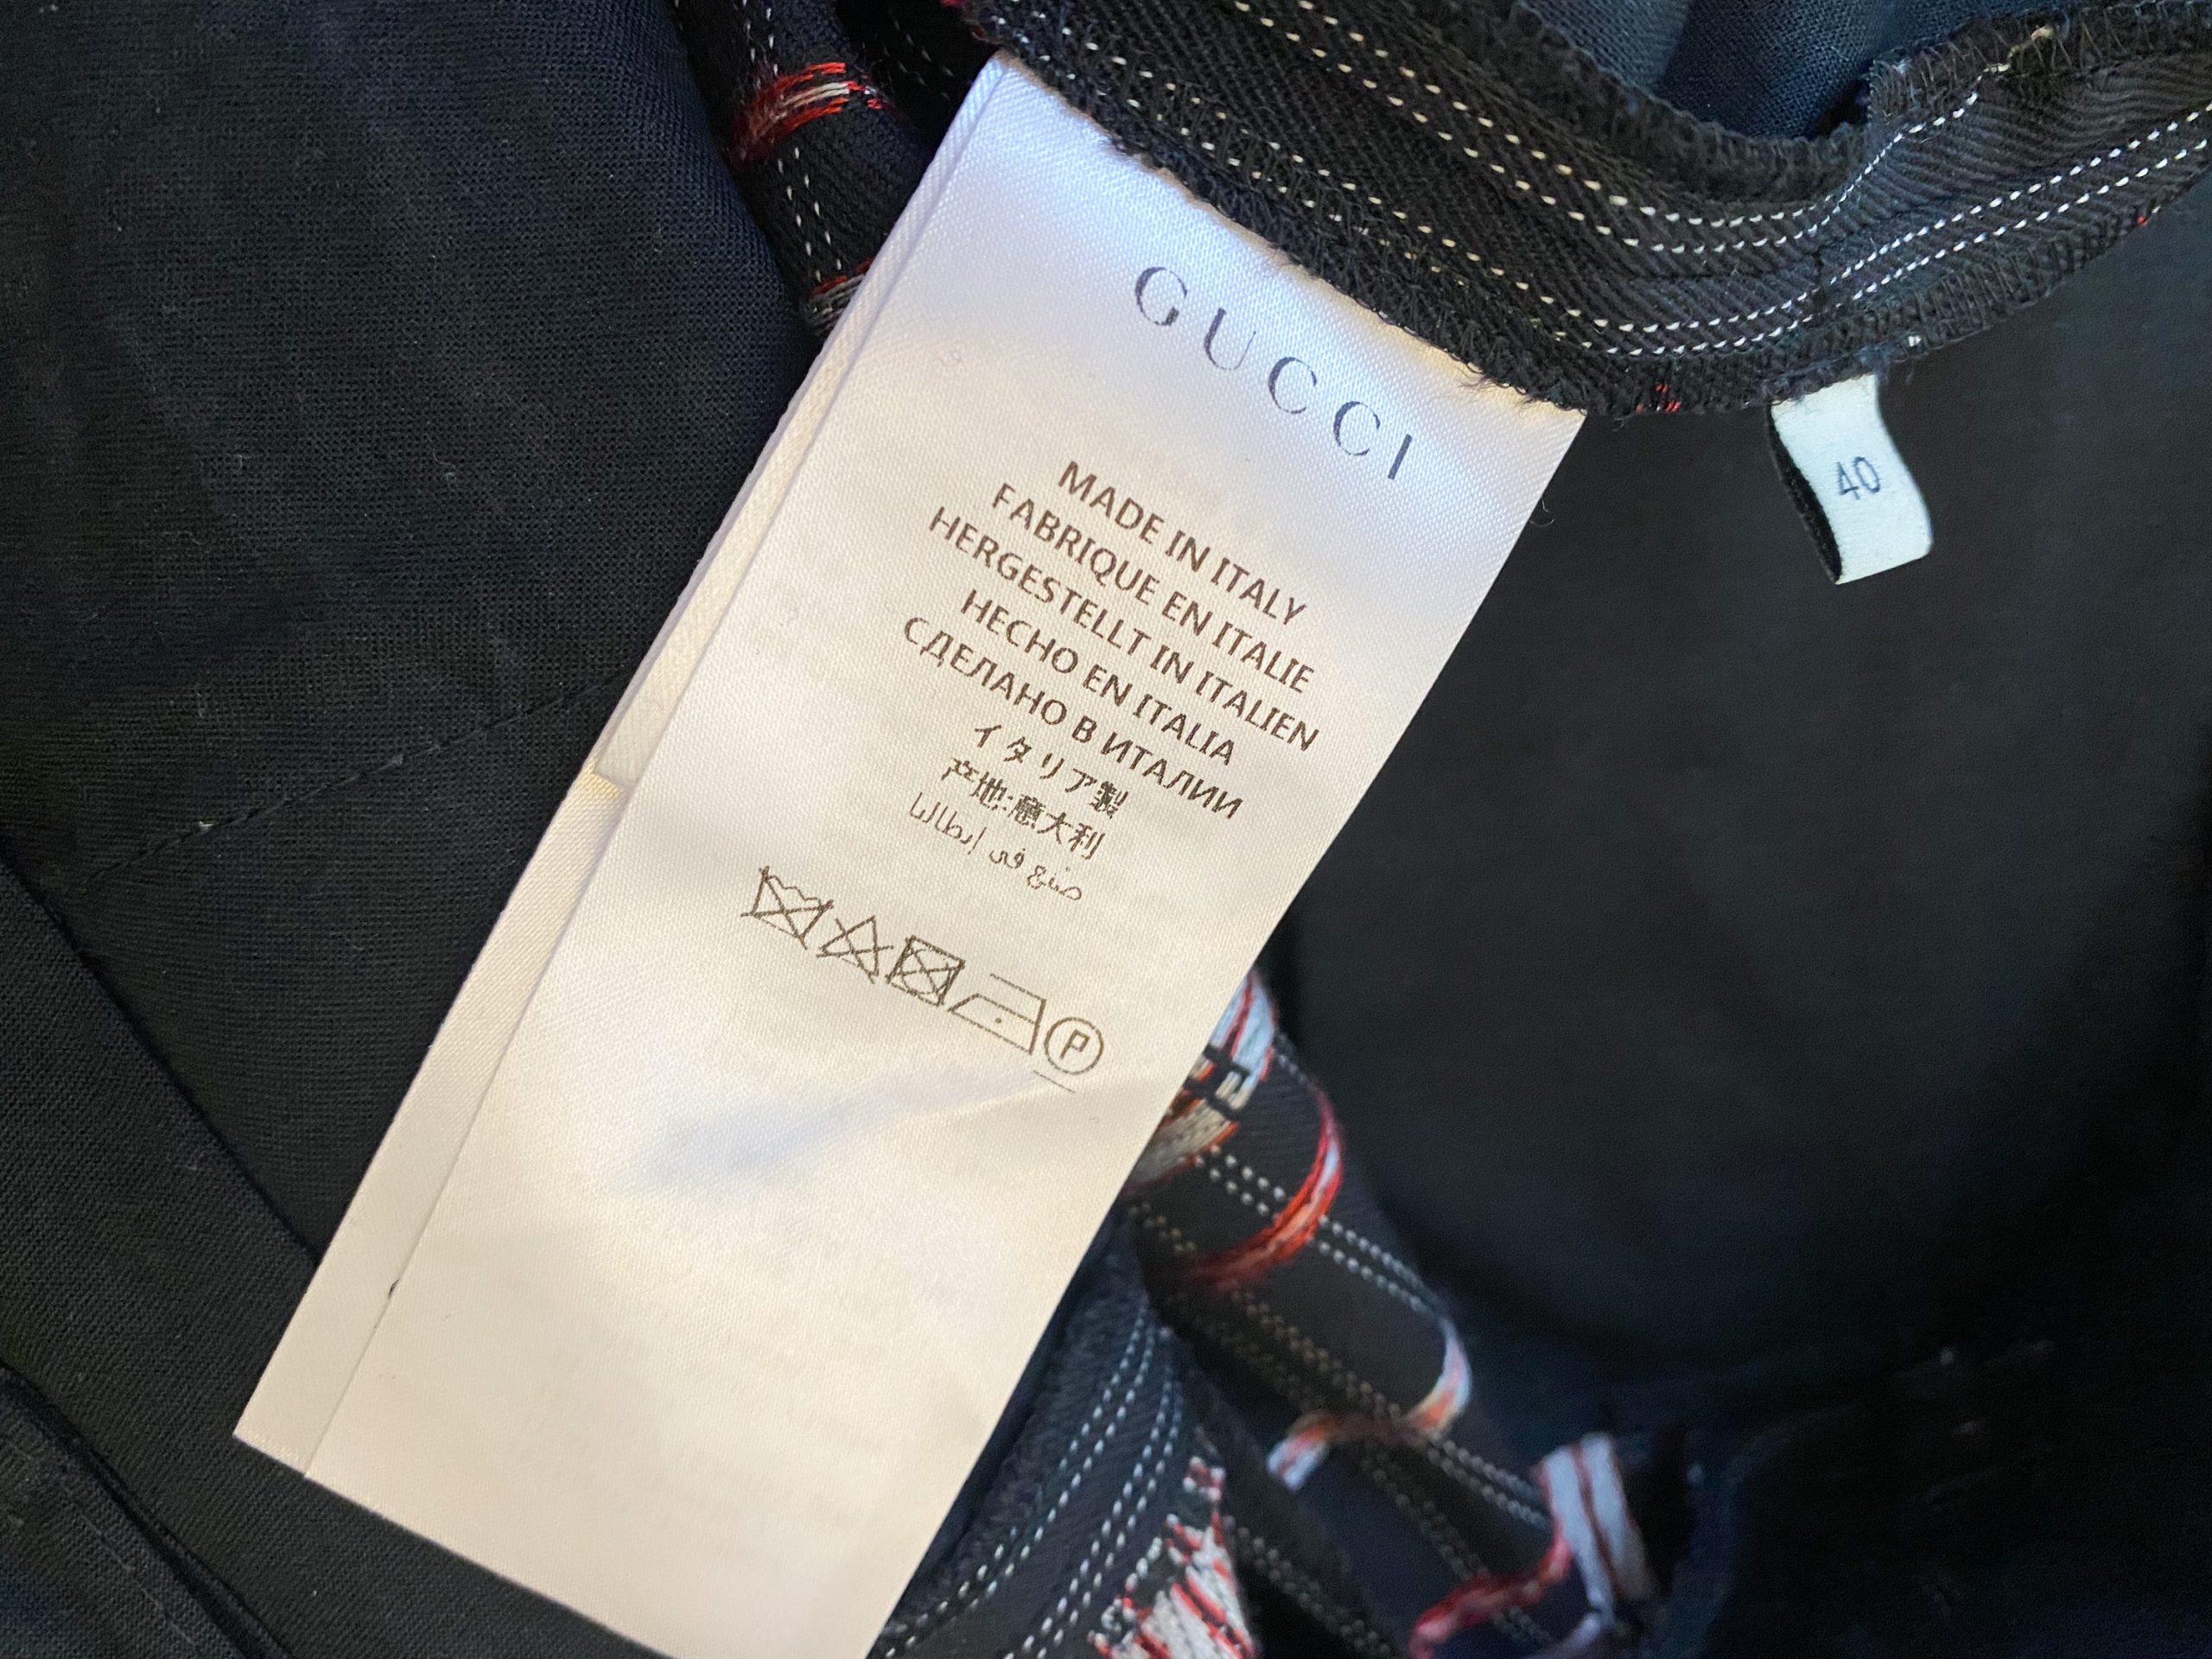 GUCCI
MADE IN ITALY
FABRIQUE EN ITALIE
HERGESTELLT IN ITALIEN
HECHO EN ITALIA
СДЕЛАНО В ИТАЛИИ
イタリア製
产地:意大利
صنع في إيطاليا
P
40